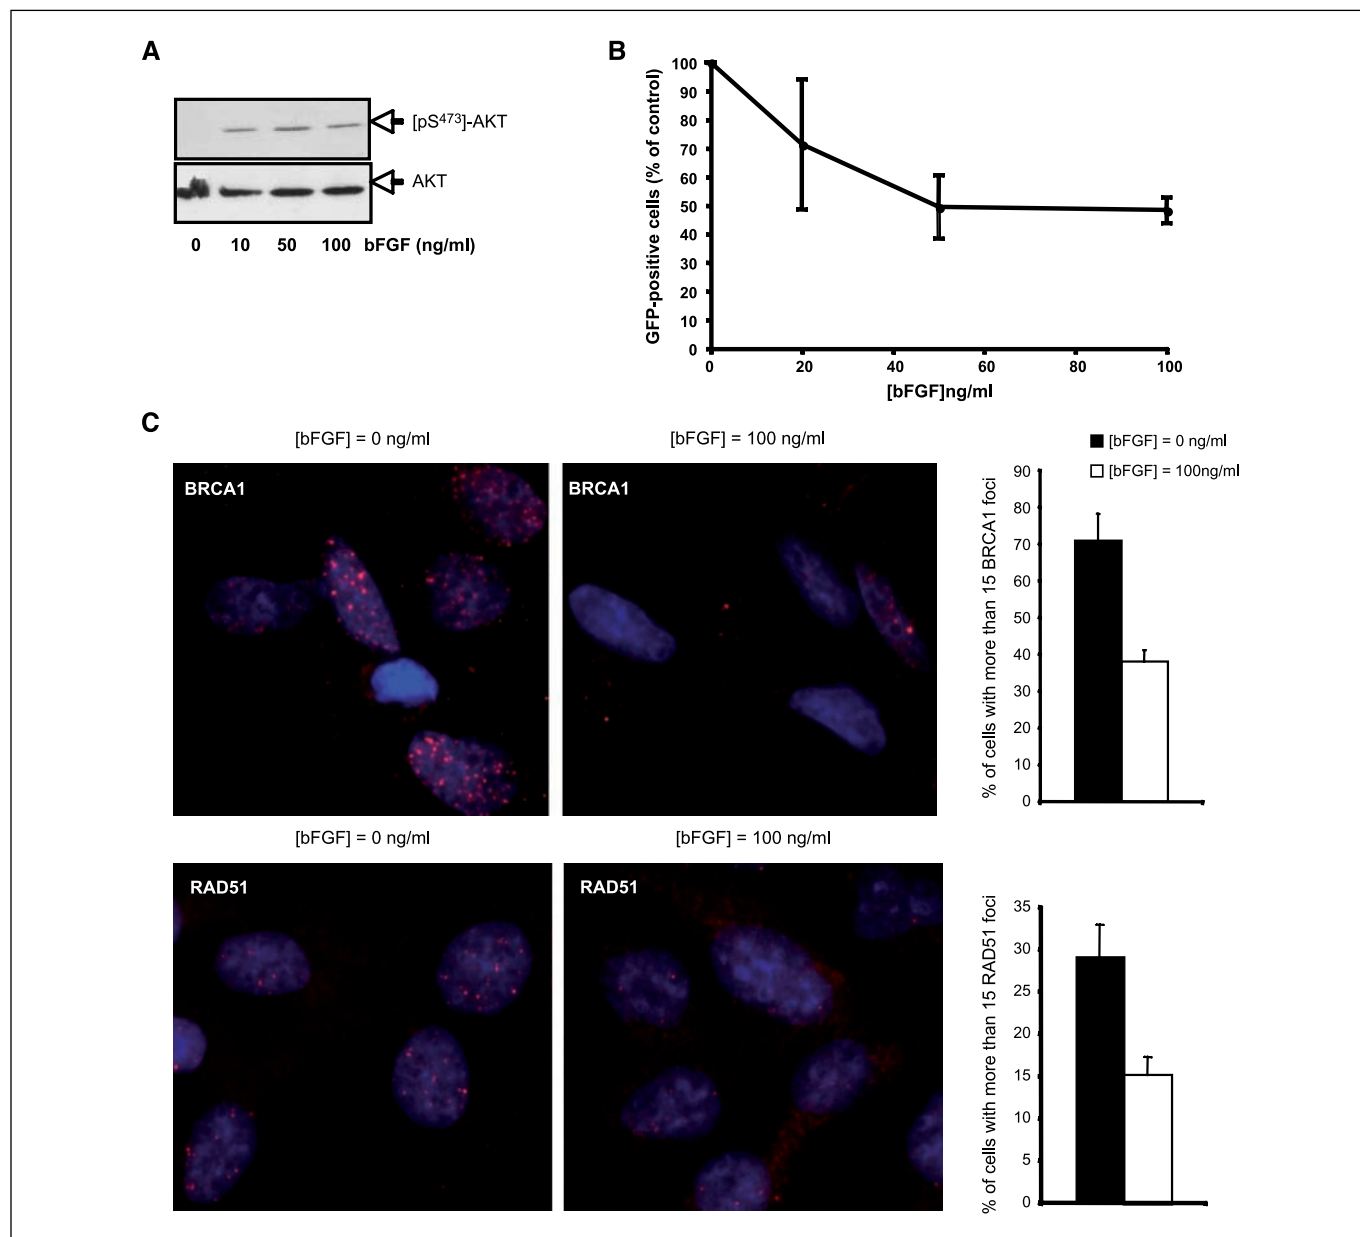 A
[pS473]-AKT
AKT
0 10 50 100 bFGF (ng/ml)
B
GFP-positive cells (% of control)
100
90
80
70
60
50
40
30
20
10
0
0 20 40 60 80 100
[bFGF]ng/ml
C
[bFGF] = 0 ng/ml
[bFGF] = 100 ng/ml
BRCA1
BRCA1
[bFGF] = 0 ng/ml
[bFGF] = 100ng/ml
% of cells with more than 15 BRCA1 foci
90
80
70
60
50
40
30
20
10
0
[bFGF] = 0 ng/ml
[bFGF] = 100 ng/ml
RAD51
RAD51
% of cells with more than 15 RAD51 foci
35
30
25
20
15
10
5
0